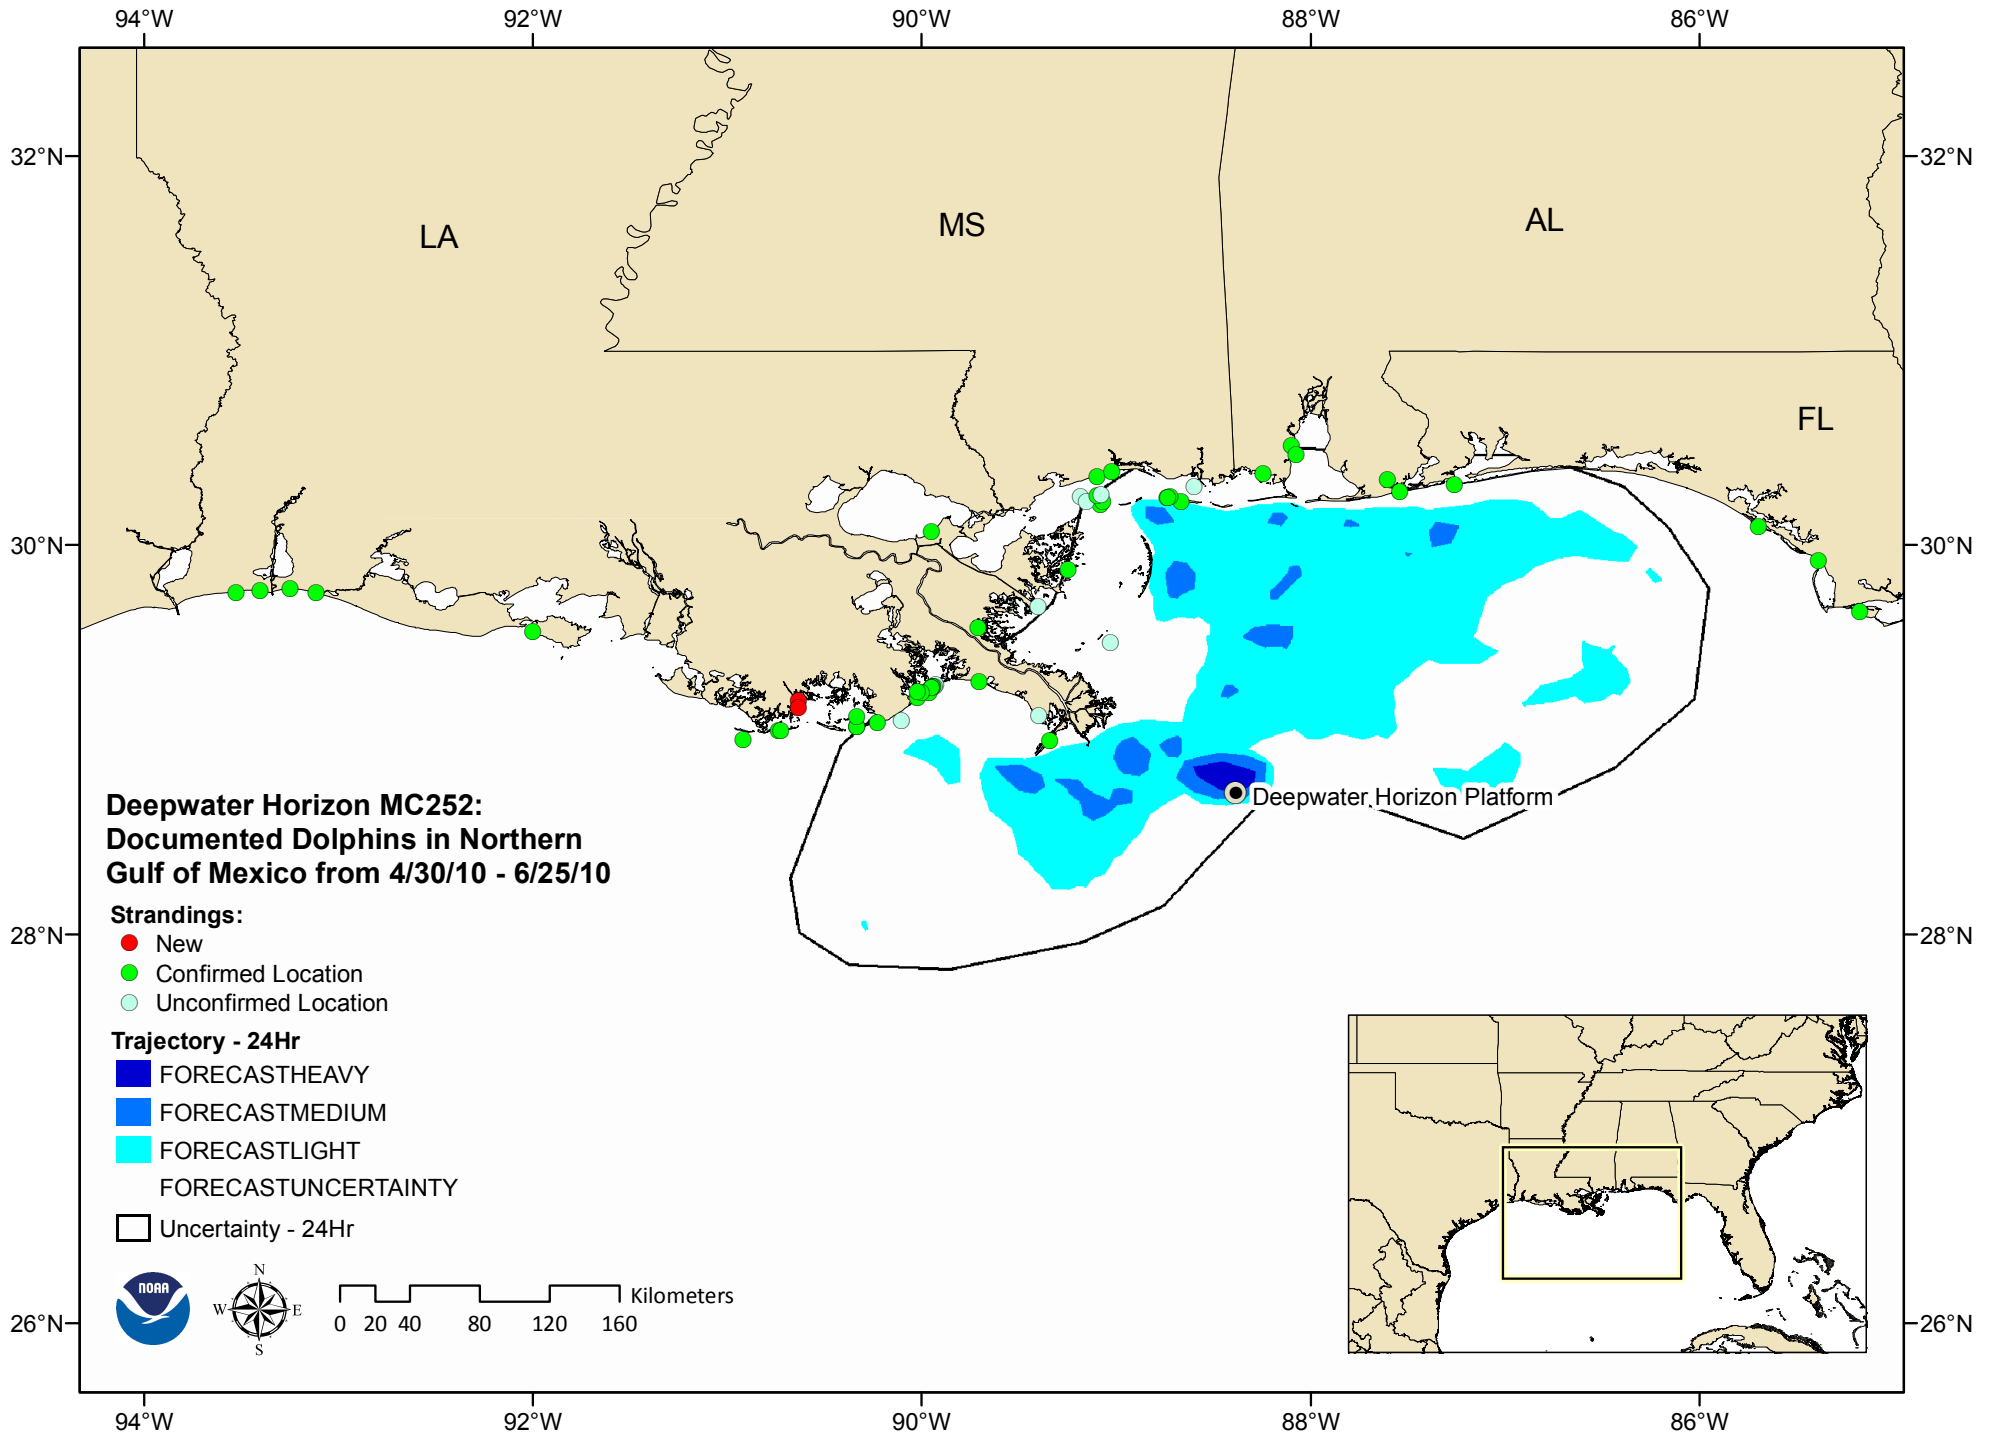 94°W 92°W 90°W 88°W 86°W
32°N 32°N
LA MS AL
FL
30°N 30°N
Deepwater Horizon Platform
Deepwater Horizon MC252:
Documented Dolphins in Northern
Gulf of Mexico from 4/30/10 - 6/25/10
28°N 28°N
Strandings:
New
Confirmed Location
Unconfirmed Location
Trajectory - 24Hr
FORECASTHEAVY
FORECASTMEDIUM
FORECASTLIGHT
FORECASTUNCERTAINTY
Uncertainty - 24Hr
NOAA
N
W E
S
Kilometers
0 20 40 80 120 160
26°N 26°N
94°W 92°W 90°W 88°W 86°W